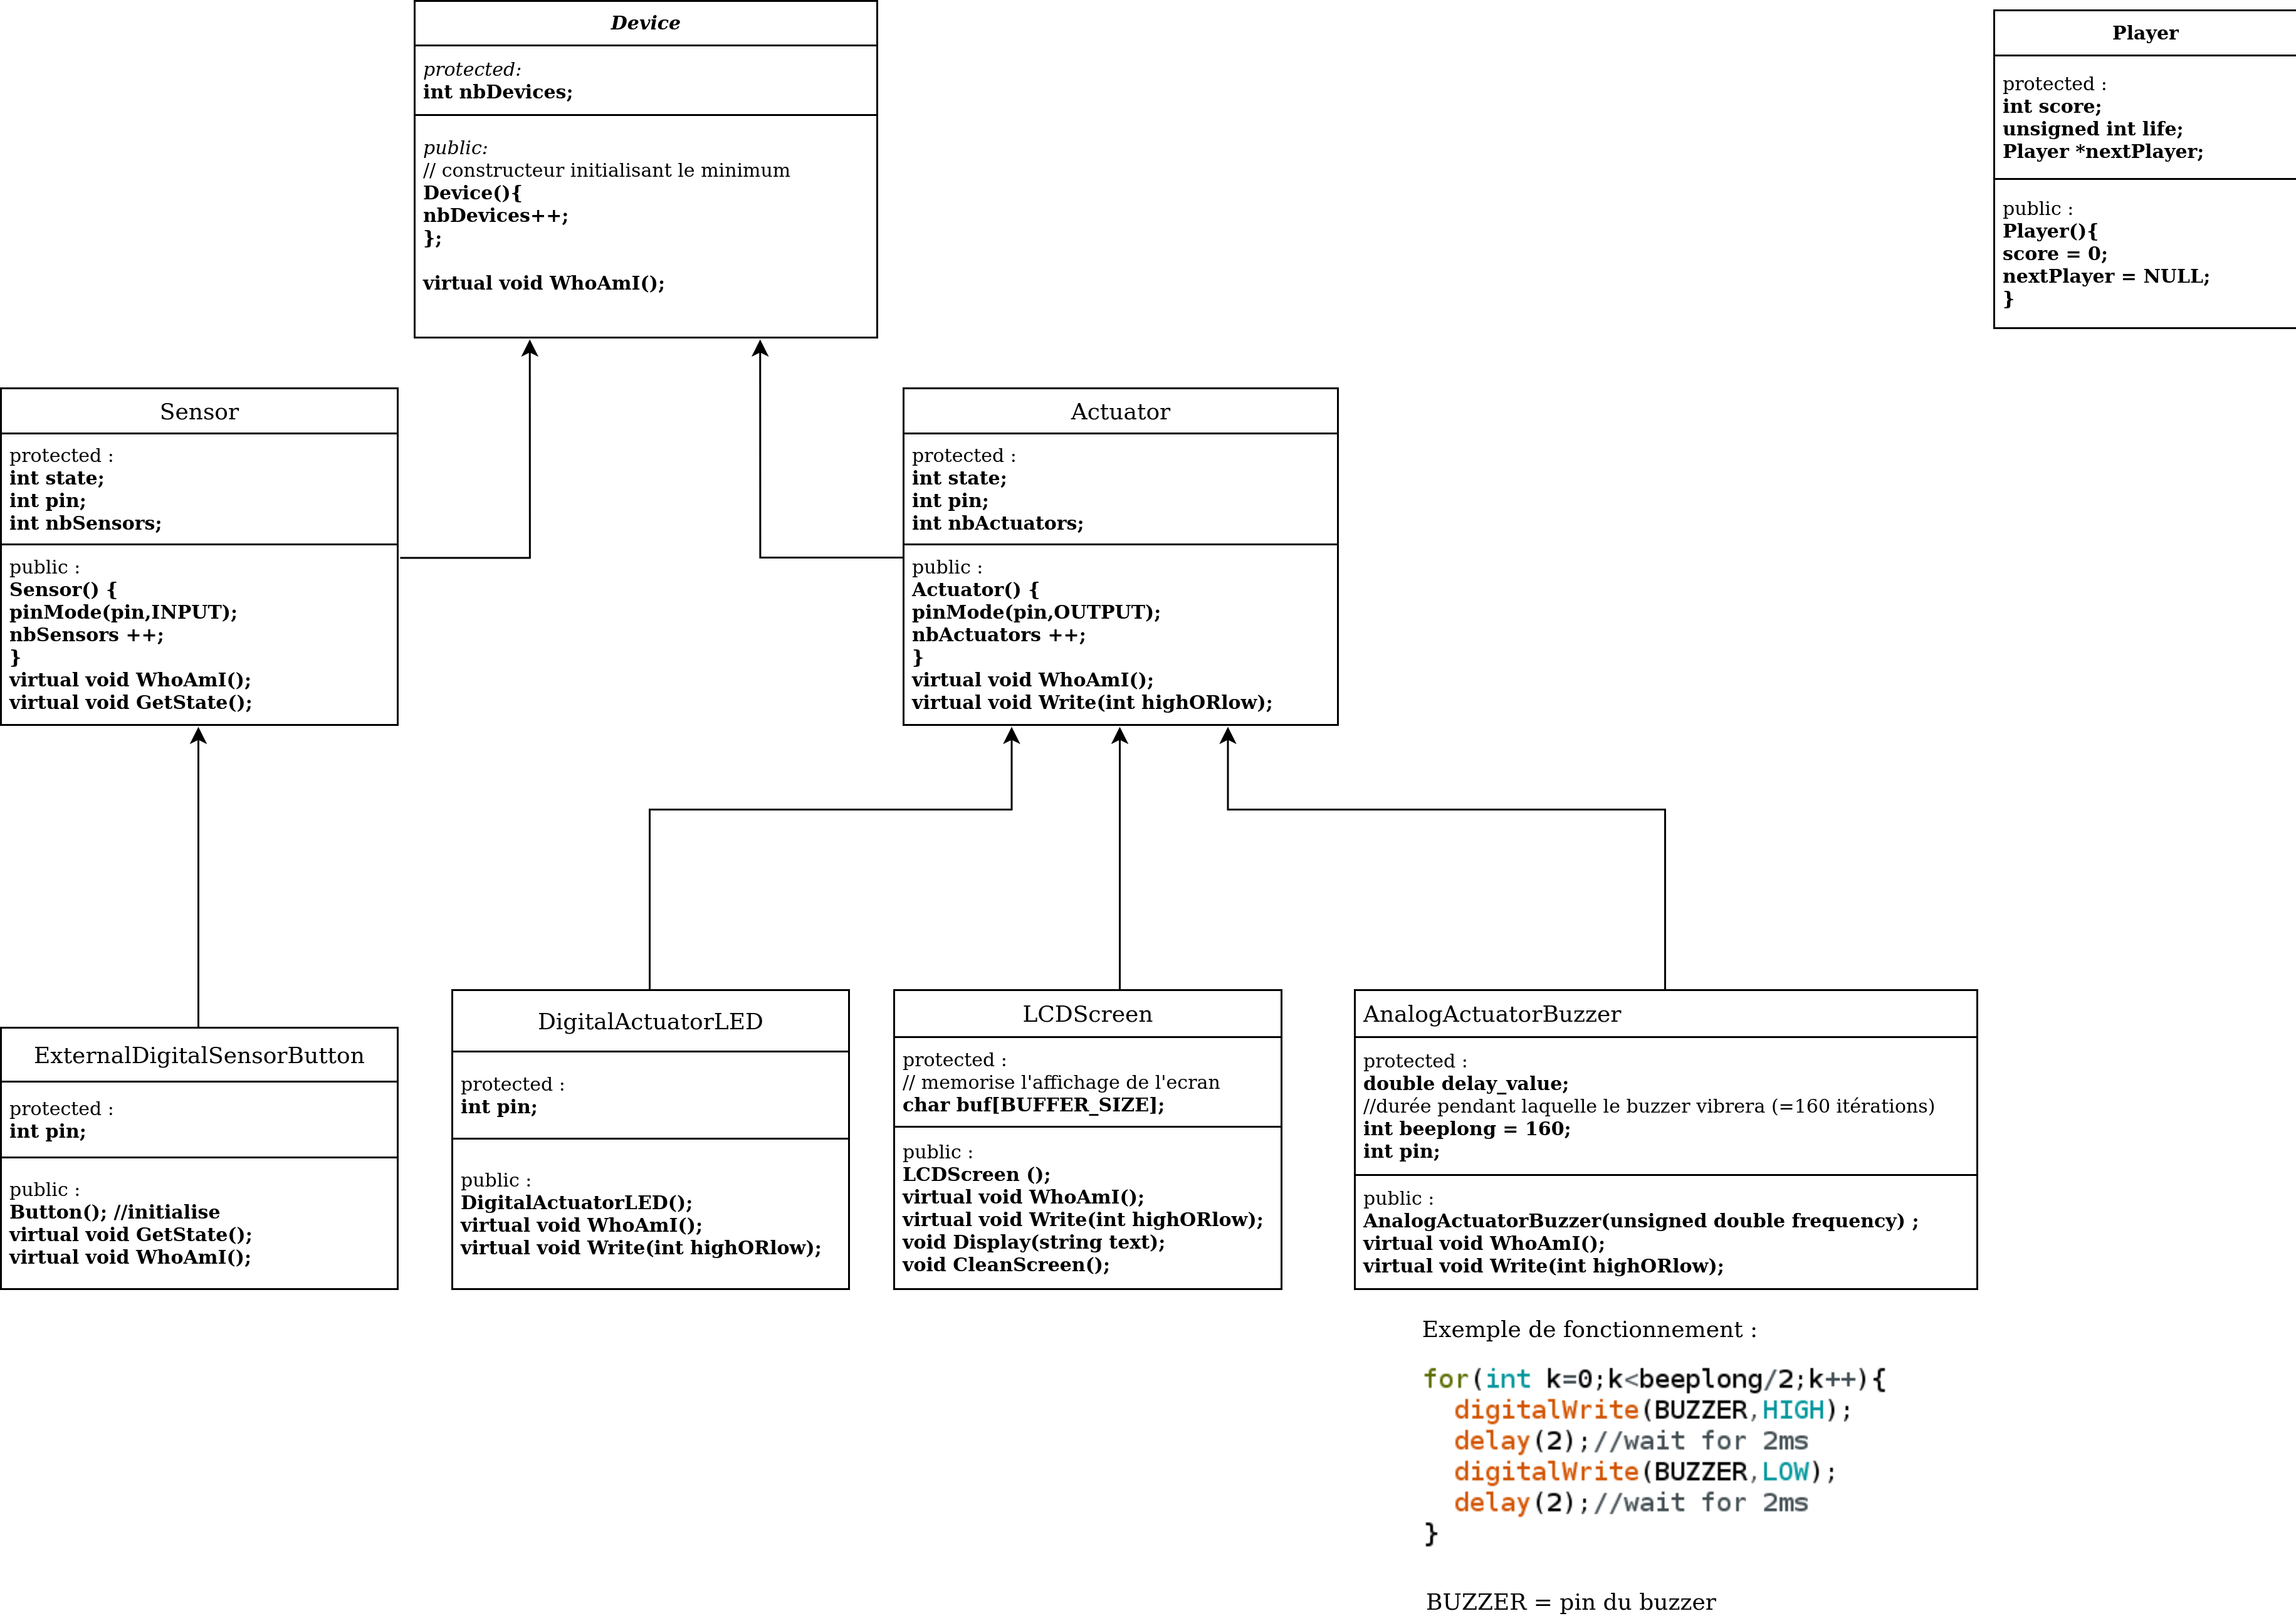 Device
protected:
int nbDevices;
public:
// constructeur initialisant le minimum
Device(){
nbDevices++;
};
virtual void WhoAmI();
Player
protected :
int score;
unsigned int life;
Player *nextPlayer;
public :
Player(){
score = 0;
nextPlayer = NULL;
}
Sensor
protected :
int state;
int pin;
int nbSensors;
public :
Sensor() {
pinMode(pin,INPUT);
nbSensors ++;
}
virtual void WhoAmI();
virtual void GetState();
Actuator
protected :
int state;
int pin;
int nbActuators;
public :
Actuator() {
pinMode(pin,OUTPUT);
nbActuators ++;
}
virtual void WhoAmI();
virtual void Write(int highORlow);
ExternalDigitalSensorButton
protected :
int pin;
public :
Button(); //initialise
virtual void GetState();
virtual void WhoAmI();
DigitalActuatorLED
protected :
int pin;
public :
DigitalActuatorLED();
virtual void WhoAmI();
virtual void Write(int highORlow);
LCDScreen
protected :
// memorise l'affichage de l'ecran
char buf[BUFFER_SIZE];
public :
LCDScreen ();
virtual void WhoAmI();
virtual void Write(int highORlow);
void Display(string text);
void CleanScreen();
AnalogActuatorBuzzer
protected :
double delay_value;
//durée pendant laquelle le buzzer vibrera (=160 itérations)
int beeplong = 160;
int pin;
public :
AnalogActuatorBuzzer(unsigned double frequency) ;
virtual void WhoAmI();
virtual void Write(int highORlow);
Exemple de fonctionnement :
for(int k=0;k<beeplong/2;k++){
digitalWrite(BUZZER,HIGH);
delay(2);//wait for 2ms
digitalWrite(BUZZER,LOW);
delay(2);//wait for 2ms
}
BUZZER = pin du buzzer